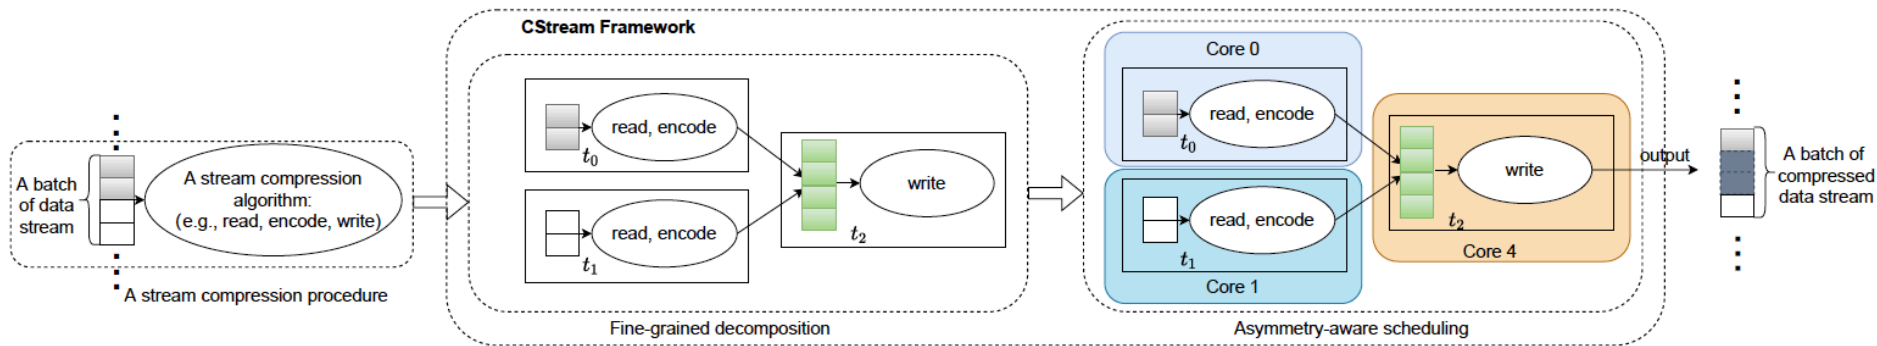 A batch
of data
stream
A stream compression
algorithm:
(e.g., read, encode, write)
A stream compression procedure
CStream Framework
read, encode
t0
read, encode
t1
write
t2
Fine-grained decomposition
Core 0
read, encode
t0
read, encode
t1
Core 1
write
t2
Core 4
Asymmetry-aware scheduling
output
A batch of
compressed
data stream